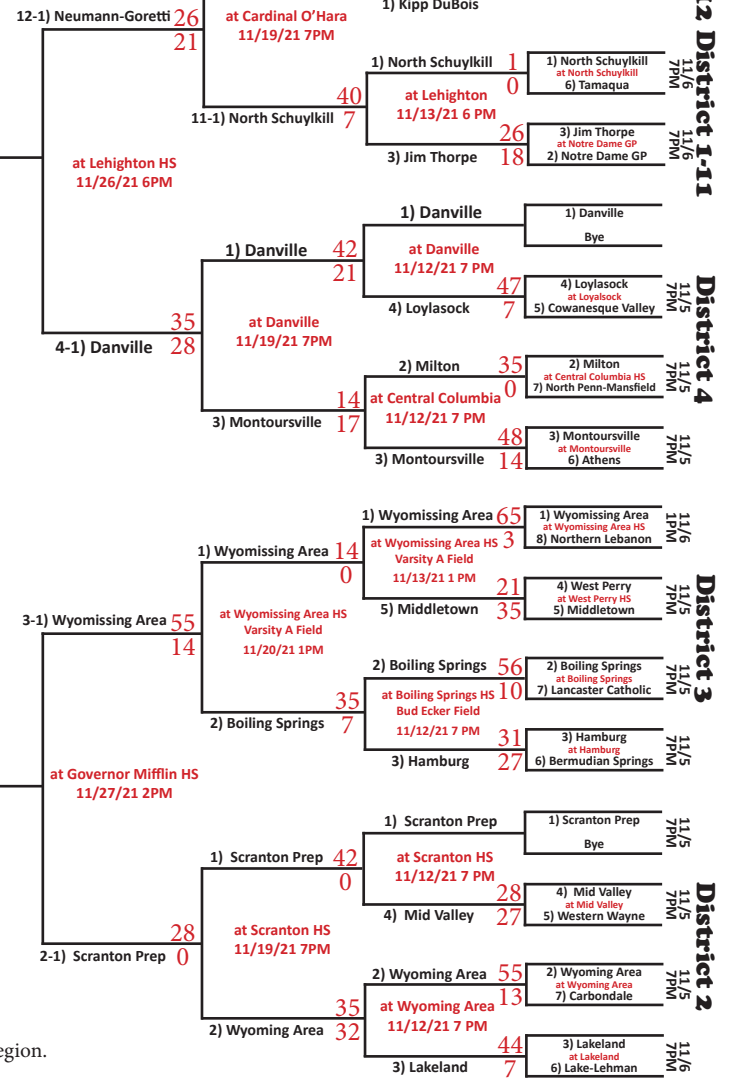 1) Kipp DuBois
12-1) Neumann-Goretti 26
21
at Cardinal O'Hara
11/19/21 7PM
1) North Schuylkill 1
0
1) North Schuylkill
at North Schuylkill
6) Tamaqua
11/6
7PM
at Lehighton
11/13/21 6 PM
40
11-1) North Schuylkill 7
3) Jim Thorpe
26
18
3) Jim Thorpe
at Notre Dame GP
2) Notre Dame GP
11/6
7PM
12 District 1-11
at Lehighton HS
11/26/21 6PM
1) Danville
1) Danville
Bye
1) Danville 42
21
at Danville
11/12/21 7 PM
4) Loylasock
47
7
4) Loylasock
at Loyalsock
5) Cowanesque Valley
11/5
7PM
District 4
35
4-1) Danville 28
at Danville
11/19/21 7PM
2) Milton 35
0
2) Milton
at Central Columbia HS
7) North Penn-Mansfield
11/5
7PM
14
3) Montoursville 17
at Central Columbia
11/12/21 7 PM
3) Montoursville
48
14
3) Montoursville
at Montoursville
6) Athens
11/5
7PM
1) Wyomissing Area 65
3
1) Wyomissing Area
at Wyomissing Area HS
8) Northern Lebanon
11/6
1PM
1) Wyomissing Area 14
0
at Wyomissing Area HS
Varsity A Field
11/13/21 1 PM
5) Middletown
21
35
4) West Perry
at West Perry HS
5) Middletown
11/5
7PM
District 3
3-1) Wyomissing Area 55
14
at Wyomissing Area HS
Varsity A Field
11/20/21 1PM
2) Boiling Springs 56
10
2) Boiling Springs
at Boiling Springs
7) Lancaster Catholic
11/5
7PM
35
2) Boiling Springs 7
at Boiling Springs HS
Bud Ecker Field
11/12/21 7 PM
3) Hamburg
31
27
3) Hamburg
at Hamburg
6) Bermudian Springs
11/5
7PM
at Governor Mifflin HS
11/27/21 2PM
1) Scranton Prep
1) Scranton Prep
Bye
11/5
7PM
1) Scranton Prep 42
0
at Scranton HS
11/12/21 7 PM
4) Mid Valley
28
27
4) Mid Valley
at Mid Valley
5) Western Wayne
11/5
7PM
District 2
28
2-1) Scranton Prep 0
at Scranton HS
11/19/21 7PM
2) Wyoming Area 55
13
2) Wyoming Area
at Wyoming Area
7) Carbondale
11/5
7PM
35
2) Wyoming Area 32
at Wyoming Area
11/12/21 7 PM
3) Lakeland
44
7
3) Lakeland
at Lakeland
6) Lake-Lehman
11/6
7PM
egion.